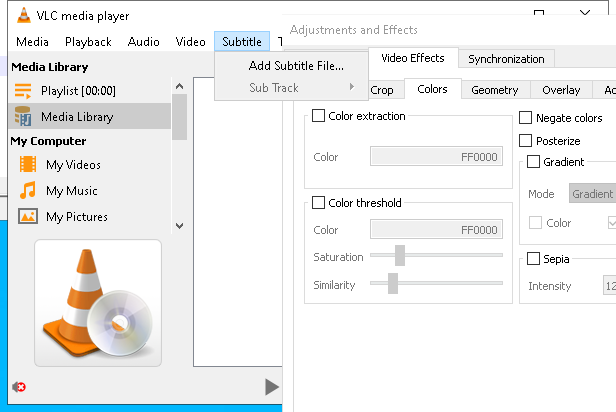 VLC media player
Media Playback Audio Video Subtitle T
Media Library
Playlist [00:00]
Media Library
My Computer
My Videos
My Music
My Pictures
Add Subtitle File...
Sub Track
Adjustments and Effects
Video Effects Synchronization
Crop Colors Geometry Overlay
Color extraction
Color FF0000
Color threshold
Color FF0000
Saturation
Similarity
Negate colors
Posterize
Gradient
Mode Gradient
Color
Sepia
Intensity 12